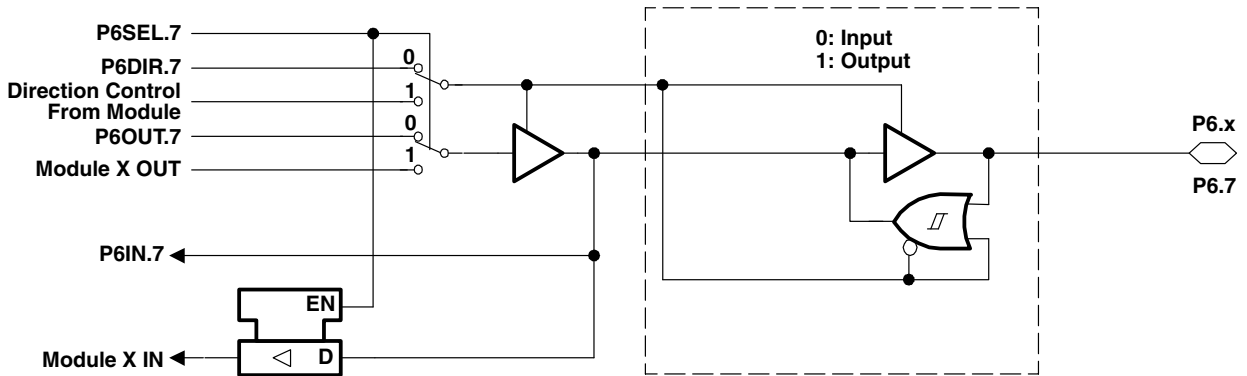 P6SEL.7
P6DIR.7
Direction Control
From Module
P6OUT.7
Module X OUT
P6IN.7
Module X IN
0
1
0
1
EN
D
0: Input
1: Output
P6.x
P6.7